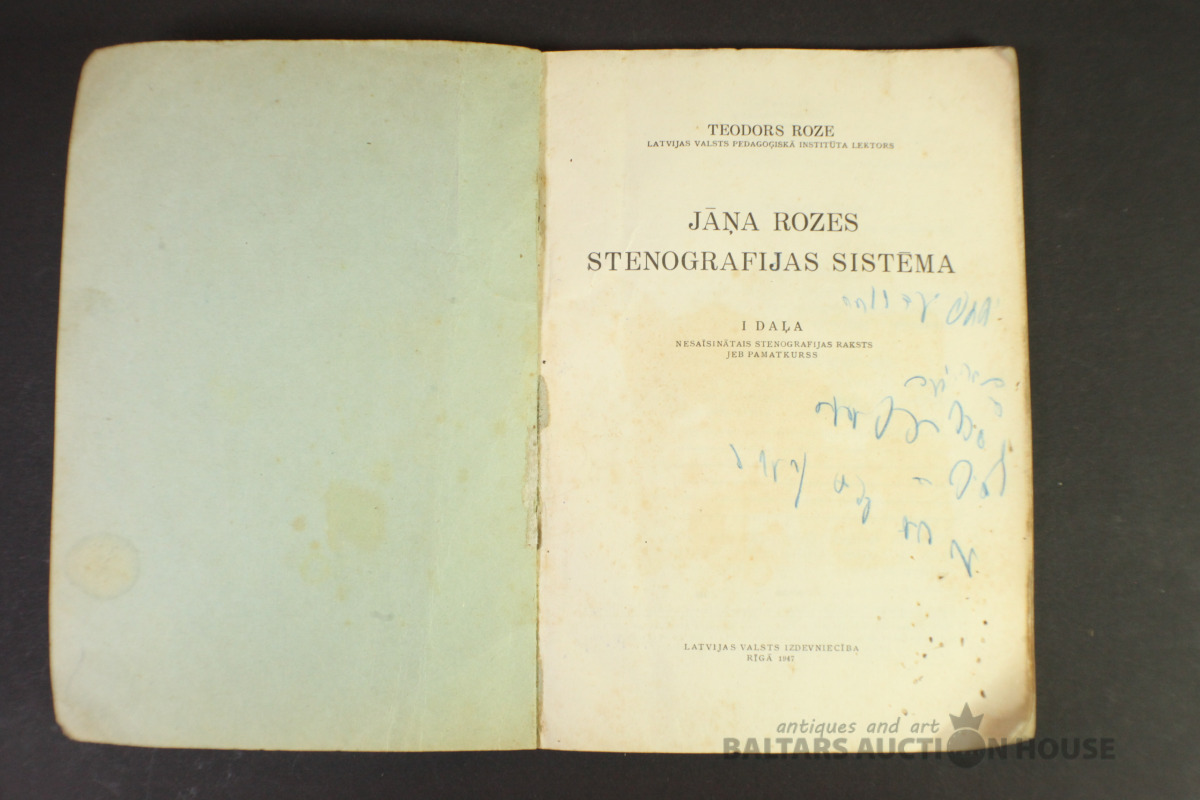 TEODORS ROZE
LATVIJAS VALSTS PEDAGOĢISKĀ INSTITŪTA LEKTORS
JĀŅA ROZES
STENOGRAFIJAS SISTĒMA
I DAĻA
NESAĪSINĀTAIS STENOGRAFIJAS RAKSTS
JEB PAMATKURSS
LATVIJAS VALSTS IZDEVNIECĪBA
RĪGĀ 1947
antiques and art
BALTARS AUCTION HOUSE